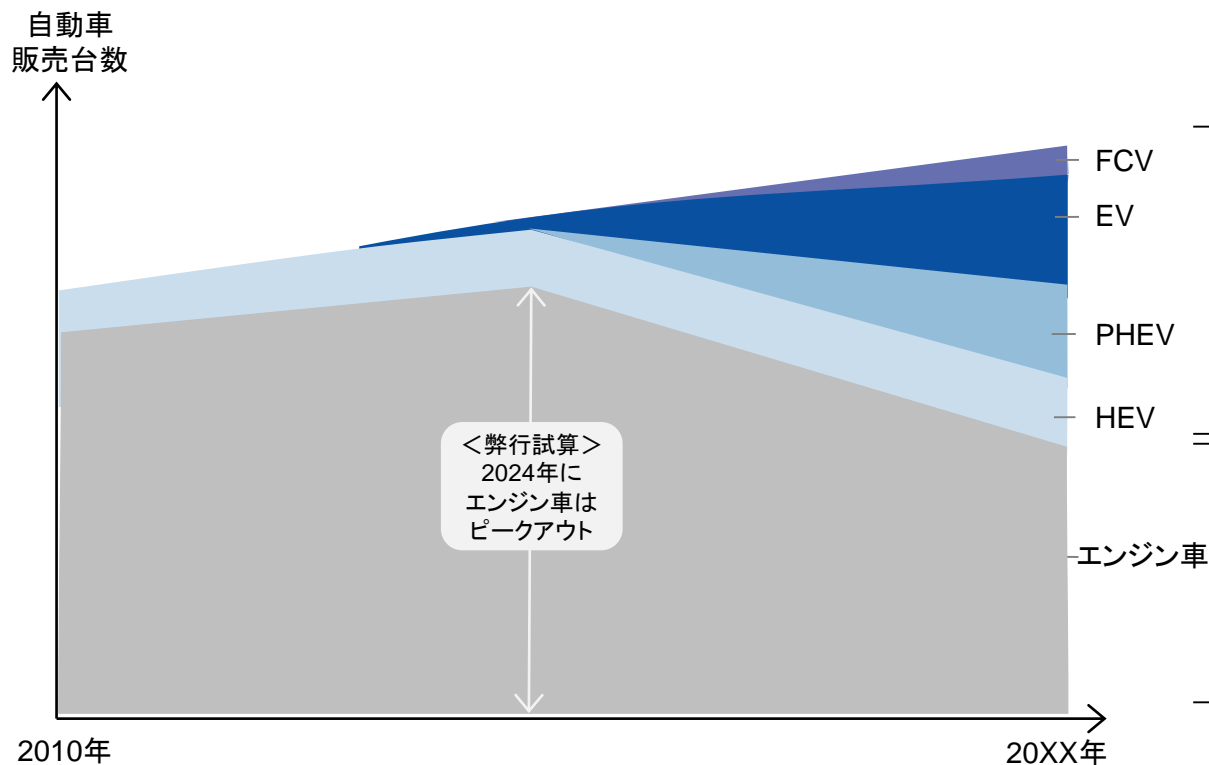 自動車
販売台数
FCV
EV
PHEV
HEV
エンジン車
＜弊行試算＞
2024年に
エンジン車は
ピークアウト
2010年
20XX年